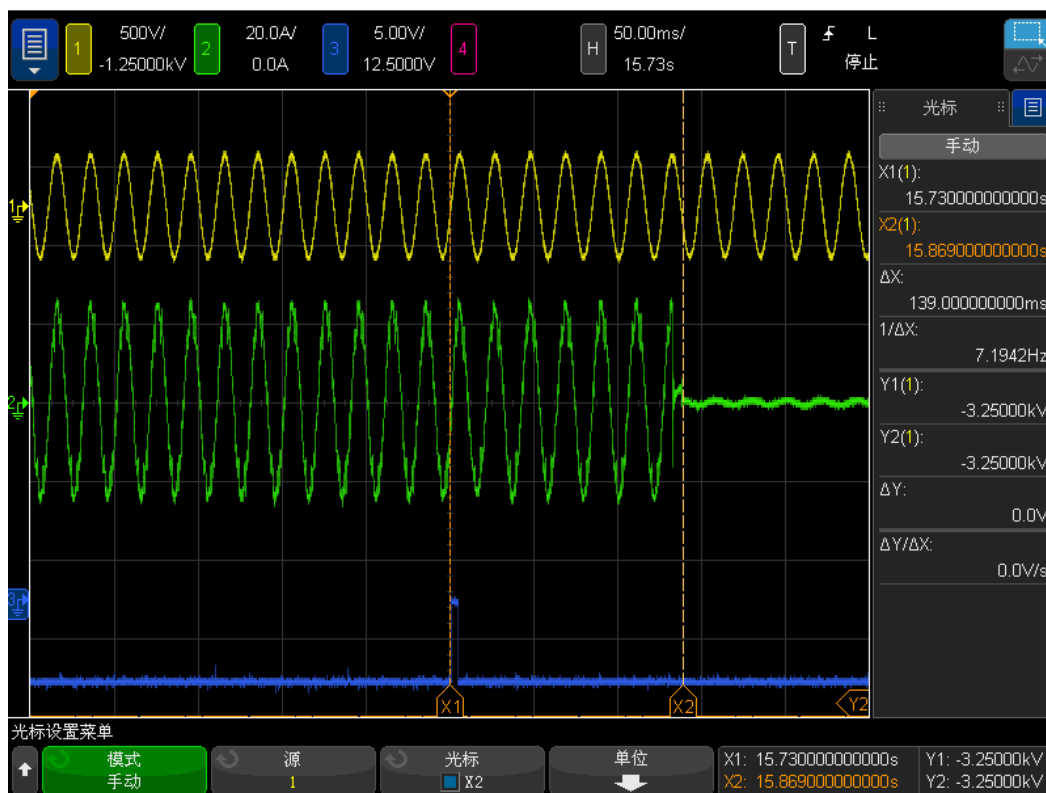 1 500V/ 2 20.0A/ 3 5.00V/ 4 H 50.00ms/ T L
-1.25000kV 0.0A 12.5000V 15.73s 停止
光标
手动
X1(1):
15.730000000000s
X2(1):
15.869000000000s
ΔX:
139.000000000ms
1/ΔX:
7.1942Hz
Y1(1):
-3.25000kV
Y2(1):
-3.25000kV
ΔY:
0.0V
ΔY/ΔX:
0.0V/s
1
2
3
X1 X2 Y2
光标设置菜单
模式 源 光标 单位 X1: 15.730000000000s Y1: -3.25000kV
手动 1 X2 X2: 15.869000000000s Y2: -3.25000kV